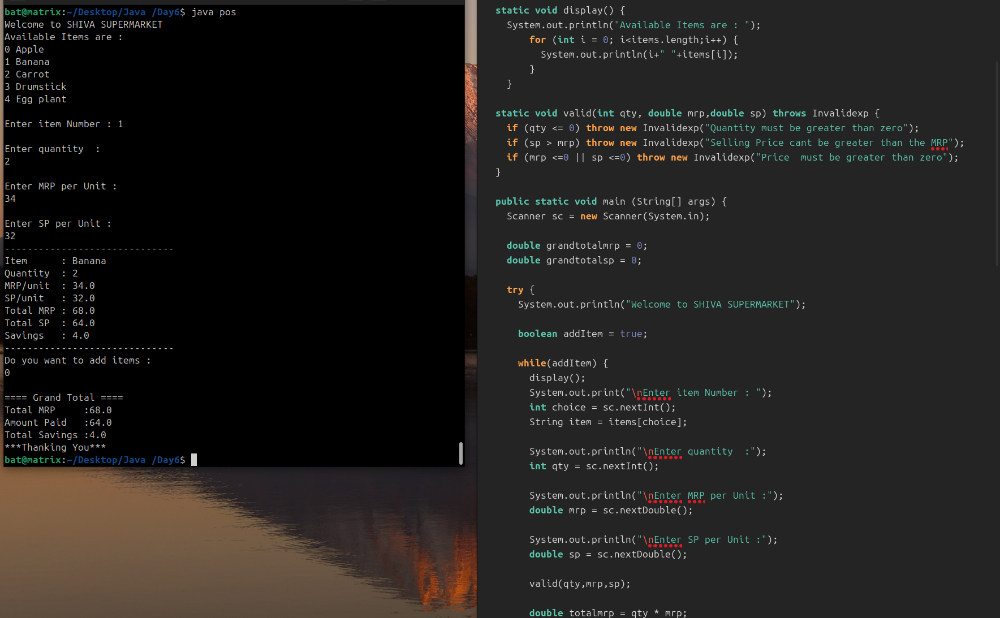 bat@matrix:~/Desktop/Java /Day6$ java pos
Welcome to SHIVA SUPERMARKET
Available Items are :
0 Apple
1 Banana
2 Carrot
3 Drumstick
4 Egg plant
Enter item Number : 1
Enter quantity  :
2
Enter MRP per Unit :
34
Enter SP per Unit :
32
------------------------------
Item      : Banana
Quantity  : 2
MRP/unit  : 34.0
SP/unit   : 32.0
Total MRP : 68.0
Total SP  : 64.0
Savings   : 4.0
------------------------------
Do you want to add items :
0
==== Grand Total ====
Total MRP     :68.0
Amount Paid   :64.0
Total Savings :4.0
***Thanking You***
bat@matrix:~/Desktop/Java /Day6$
static void display() {
  System.out.println("Available Items are : ");
      for (int i = 0; i<items.length;i++) {
        System.out.println(i+" "+items[i]);
      }
  }
static void valid(int qty, double mrp,double sp) throws Invalidexp {
  if (qty <= 0) throw new Invalidexp("Quantity must be greater than zero");
  if (sp > mrp) throw new Invalidexp("Selling Price cant be greater than the MRP");
  if (mrp <=0 || sp <=0) throw new Invalidexp("Price  must be greater than zero");
}
public static void main (String[] args) {
  Scanner sc = new Scanner(System.in);
  double grandtotalmrp = 0;
  double grandtotalsp = 0;
  try {
    System.out.println("Welcome to SHIVA SUPERMARKET");
    boolean addItem = true;
    while(addItem) {
      display();
      System.out.print("\nEnter item Number : ");
      int choice = sc.nextInt();
      String item = items[choice];
      System.out.println("\nEnter quantity  :");
      int qty = sc.nextInt();
      System.out.println("\nEnter MRP per Unit :");
      double mrp = sc.nextDouble();
      System.out.println("\nEnter SP per Unit :");
      double sp = sc.nextDouble();
      valid(qty,mrp,sp);
      double totalmrp = qty * mrp;